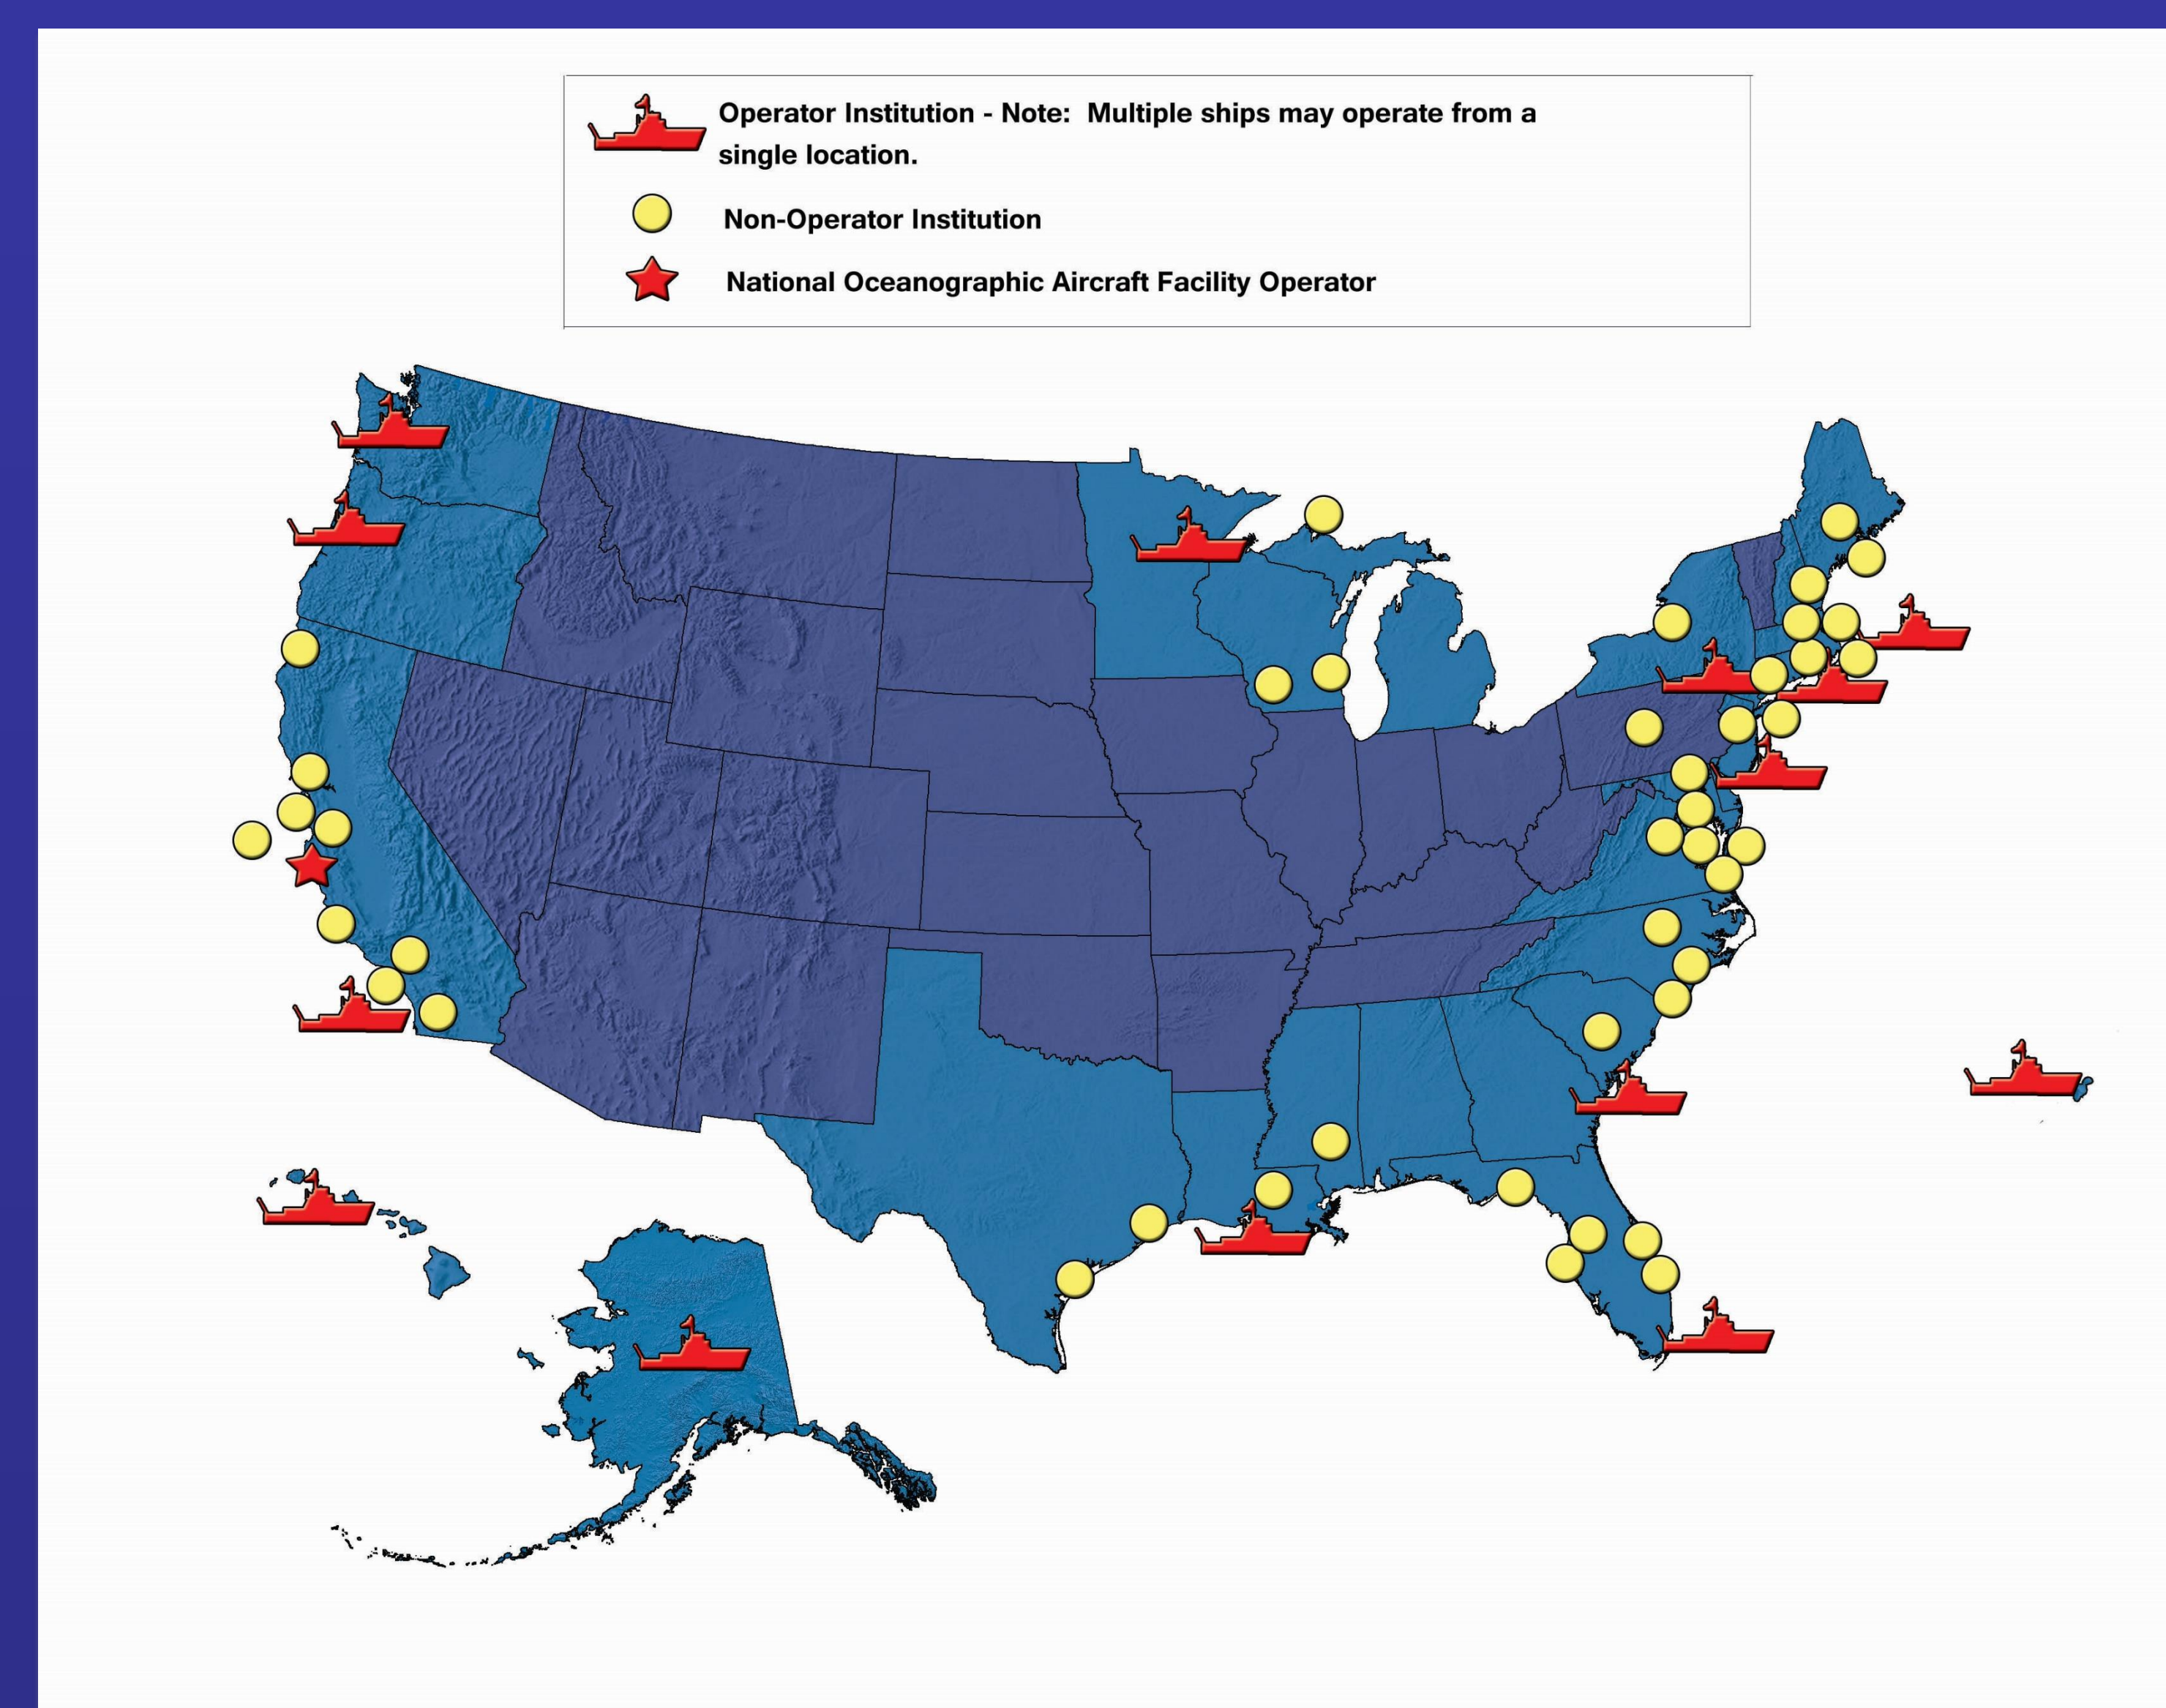 Operator Institution - Note: Multiple ships may operate from a
single location.
Non-Operator Institution
National Oceanographic Aircraft Facility Operator